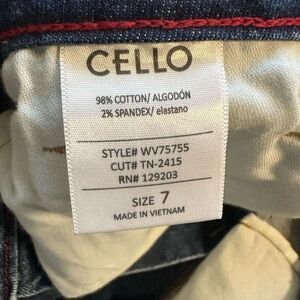 CELLO
98% COTTON/ ALGODÓN
2% SPANDEX/ elastano
STYLE# WV75755
CUT# TN-2415
RN# 129203
SIZE 7
MADE IN VIETNAM